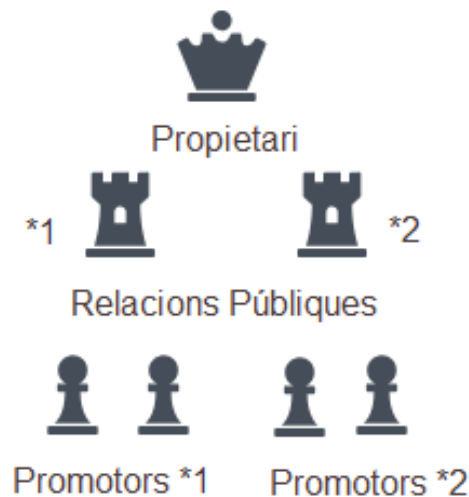 Propietari
*1 *2
Relacions Públiques
Promotors *1 Promotors *2